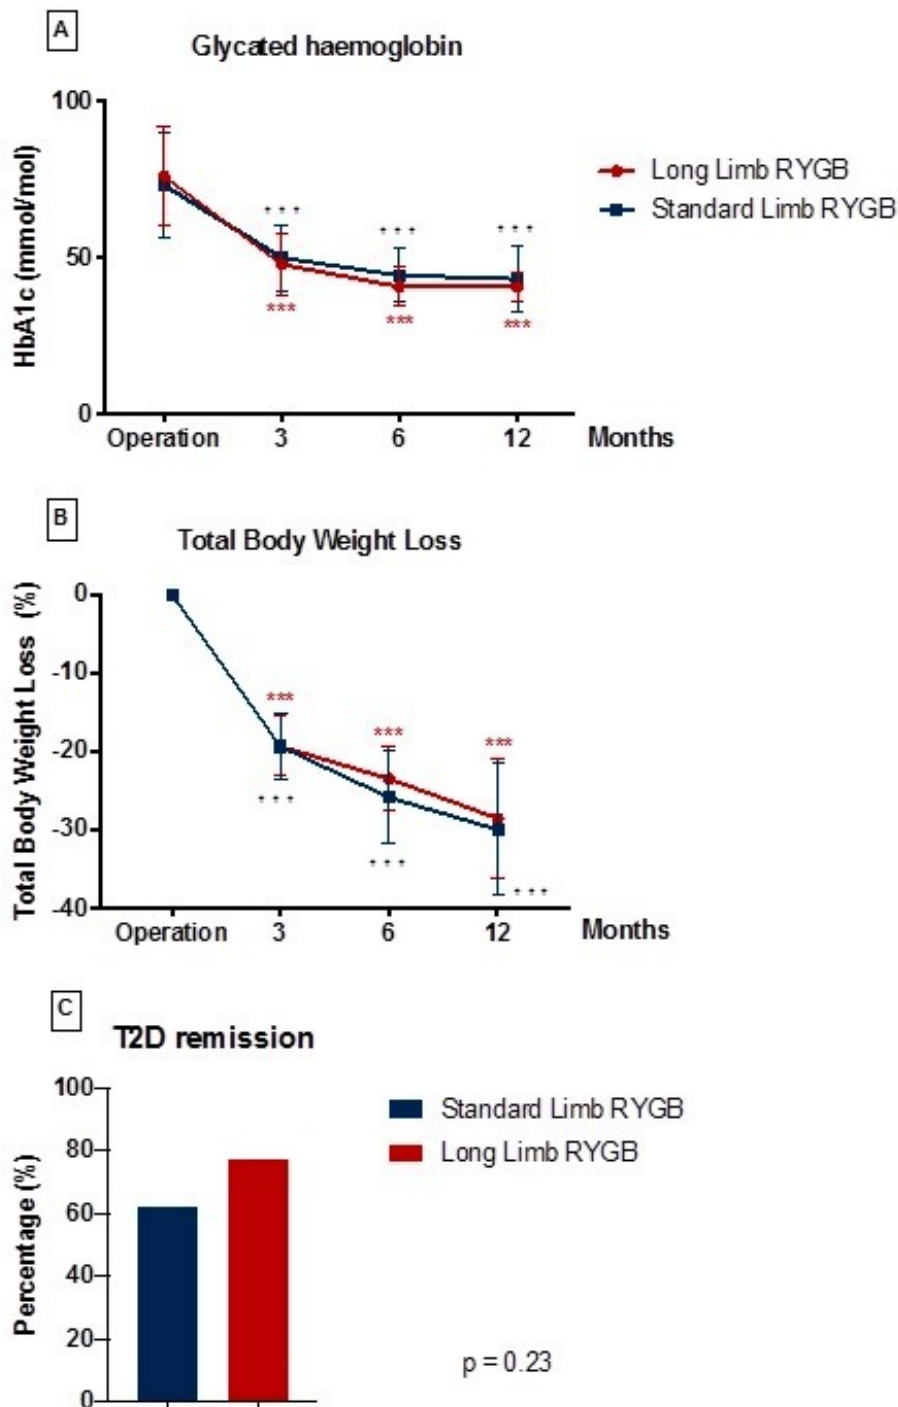 A
Glycated haemoglobin
100
50
0
HbA1c (mmol/mol)
Long Limb RYGB
Standard Limb RYGB
+++
+++
+++
***
***
***
Operation 3 6 12 Months
B
Total Body Weight Loss
0
-10
-20
-30
-40
Total Body Weight Loss (%)
***
***
***
+++
+++
+++
Operation 3 6 12 Months
C
T2D remission
100
80
60
40
20
0
Percentage (%)
Standard Limb RYGB
Long Limb RYGB
p = 0.23